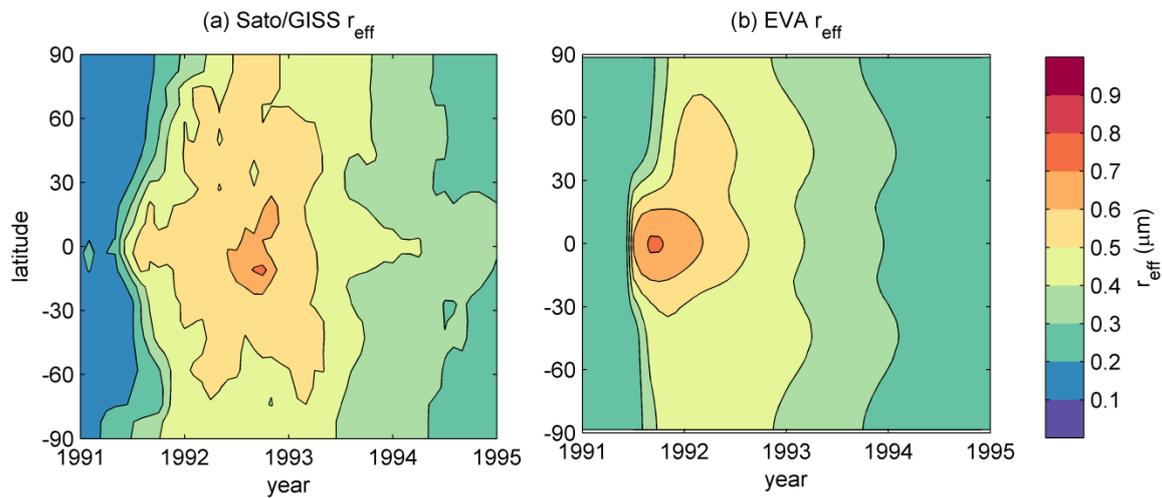 (a) Sato/GISS r_eff
90
60
30
0
-30
-60
-90
latitude
1991 1992 1993 1994 1995
year
(b) EVA r_eff
90
60
30
0
-30
-60
-90
1991 1992 1993 1994 1995
year
0.9
0.8
0.7
0.6
0.5
0.4
0.3
0.2
0.1
r_eff (μm)